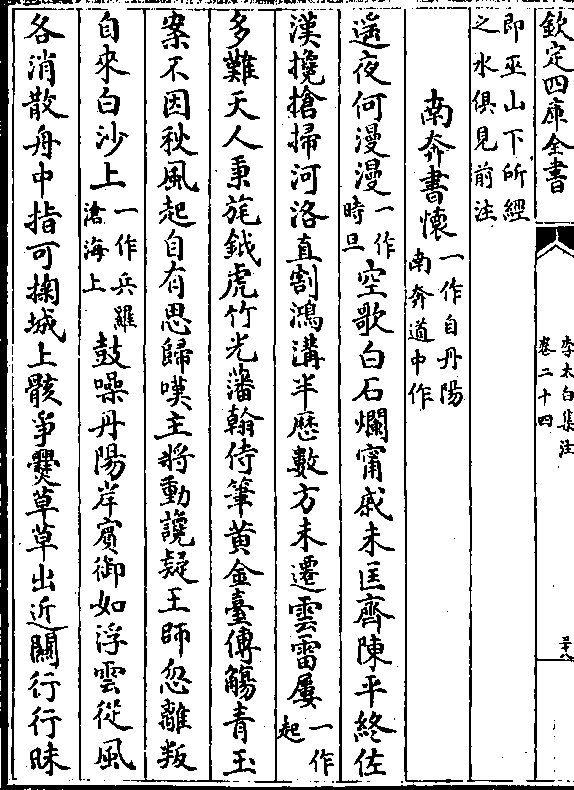 欽定四庫全書
李太白集注
卷二十四
即巫山下所經
之水俱見前注
南奔書懷一作自丹陽
南奔道中作
遥夜何漫漫一作
時旦空歌白石爛甯戚未匡齊陳平終佐
漢攙搶掃河洛直割鴻溝半歷數方未遷雲雷屢一作
起
多難天人秉旄鉞虎竹光藩翰侍筆黄金臺傳觴青玉
案不因秋風起自有思歸嘆主將動讒疑王師忽離叛
自來白沙上一作兵羅
滄海上鼓噪丹陽岸賓御如浮雲從風
各消散舟中指可掬城上骸争爨草草出近關行行昧